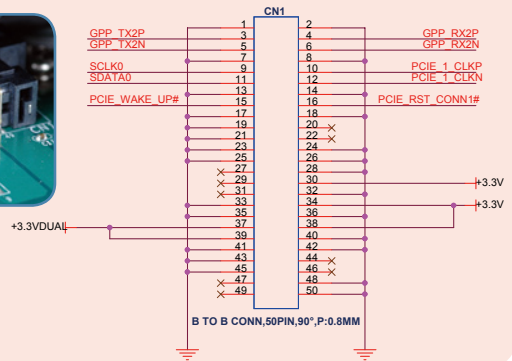 CN1
1 2
GPP_TX2P 3 4 GPP_RX2P
GPP_TX2N 5 6 GPP_RX2N
7 8
SCLK0 9 10 PCIE_1_CLKP
SDATA0 11 12 PCIE_1_CLKN
13 14
PCIE_WAKE_UP# 15 16 PCIE_RST_CONN1#
17 18
19 20
21 22
23 24
25 26
27 28
29 30 +3.3V
31 32
33 34 +3.3V
35 36
+3.3VDUAL 37 38
39 40
41 42
43 44
45 46
47 48
49 50
B TO B CONN,50PIN,90°,P:0.8MM